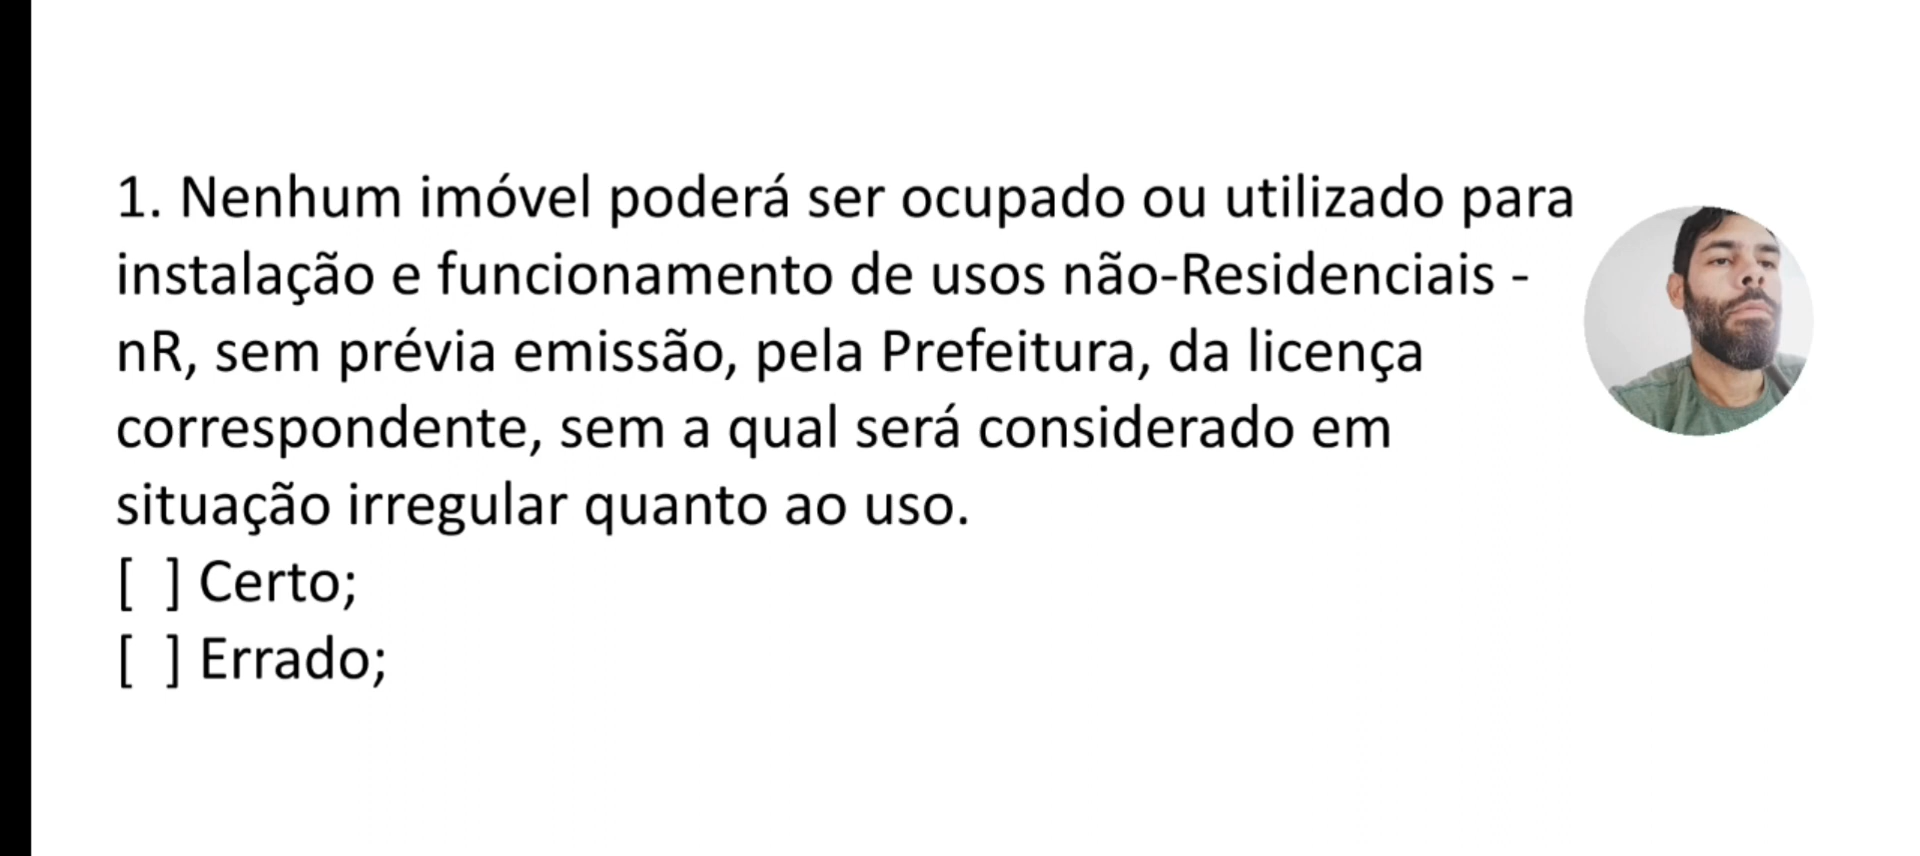 1. Nenhum imóvel poderá ser ocupado ou utilizado para
instalação e funcionamento de usos não-Residenciais -
nR, sem prévia emissão, pela Prefeitura, da licença
correspondente, sem a qual será considerado em
situação irregular quanto ao uso.
[  ] Certo;
[  ] Errado;